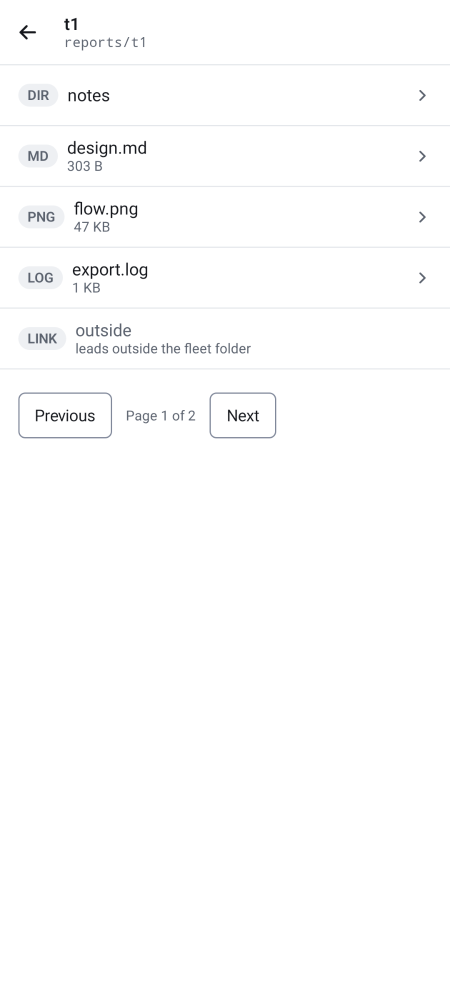 t1
reports/t1
DIR notes
MD design.md
303 B
PNG flow.png
47 KB
LOG export.log
1 KB
LINK outside
leads outside the fleet folder
Previous Page 1 of 2 Next